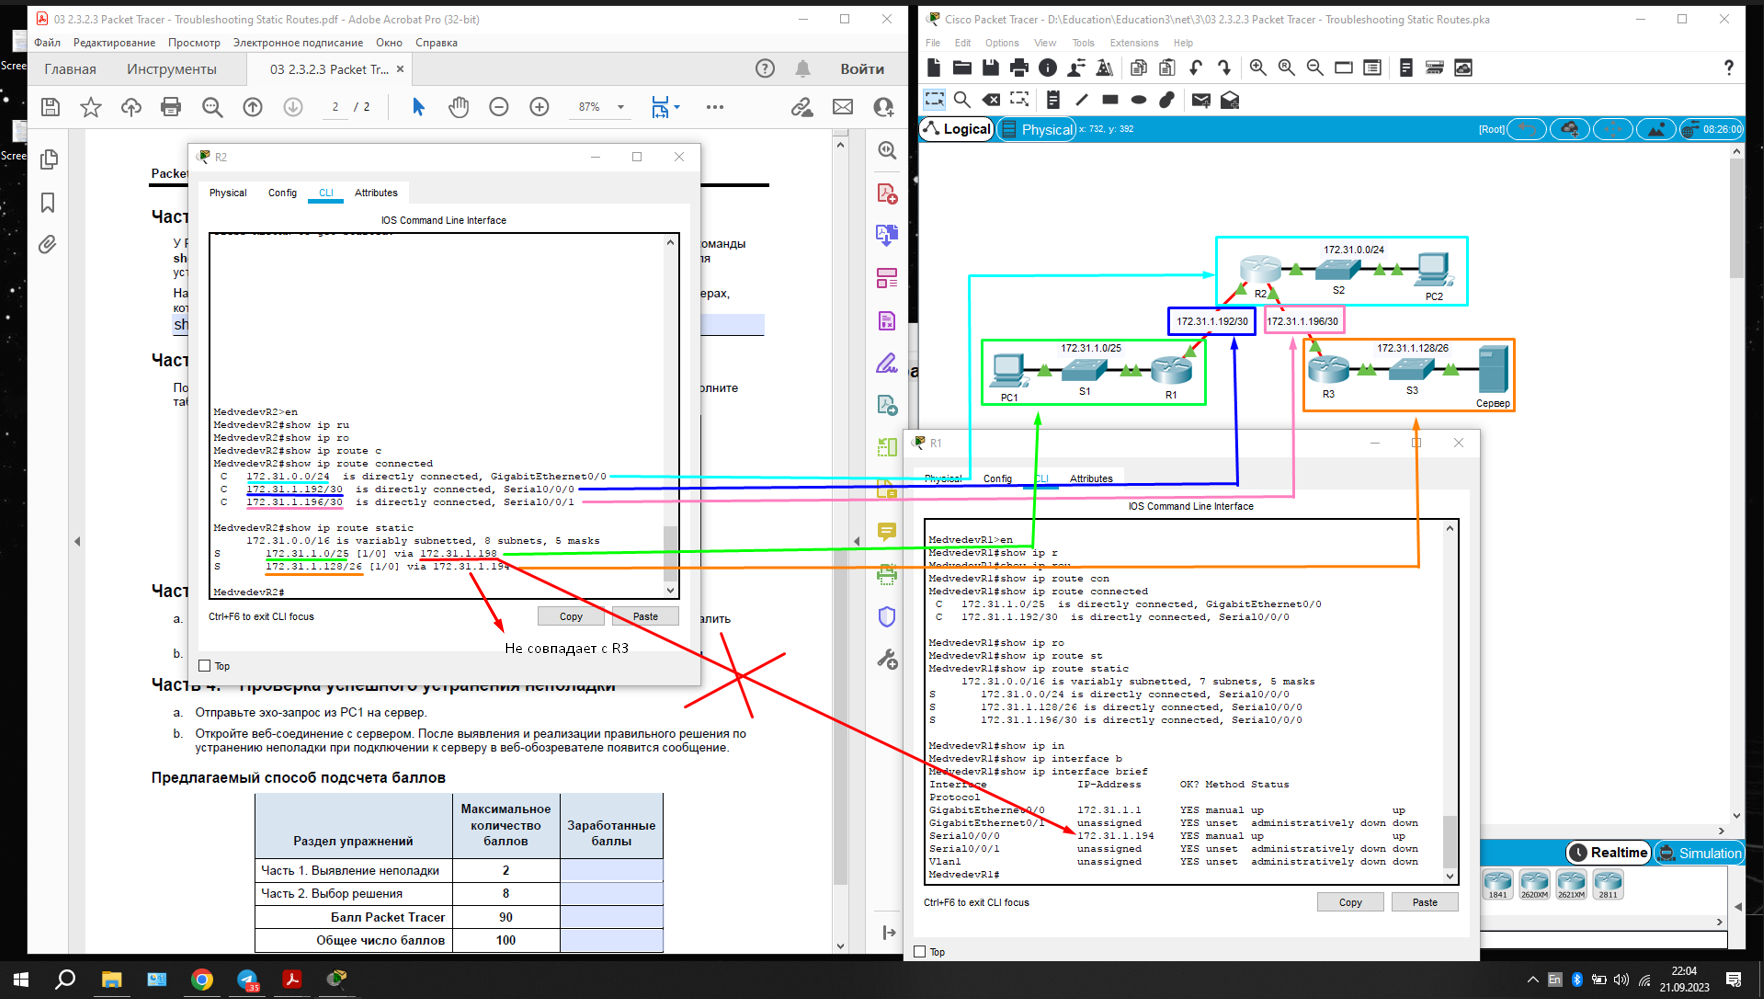 03 2.3.2.3 Packet Tracer - Troubleshooting Static Routes.pdf - Adobe Acrobat Pro (32-bit)
Файл Редактирование Просмотр Электронное подписание Окно Справка
Главная Инструменты 03 2.3.2.3 Packet Tr... × Войти
2 / 2 87%
Packet
Част
Част
Част
R2
Physical Config CLI Attributes
IOS Command Line Interface
MedvedevR2>en
MedvedevR2#show ip ru
MedvedevR2#show ip ro
MedvedevR2#show ip route c
MedvedevR2#show ip route connected
C 172.31.0.0/24 is directly connected, GigabitEthernet0/0
C 172.31.1.192/30 is directly connected, Serial0/0/0
C 172.31.1.196/30 is directly connected, Serial0/0/1
MedvedevR2#show ip route static
172.31.0.0/16 is variably subnetted, 8 subnets, 5 masks
S 172.31.1.0/25 [1/0] via 172.31.1.198
S 172.31.1.128/26 [1/0] via 172.31.1.194
MedvedevR2#
Ctrl+F6 to exit CLI focus Copy Paste
Не совпадает с R3
Top
a.
b.
a. Отправьте эхо-запрос из PC1 на сервер.
b. Откройте веб-соединение с сервером. После выявления и реализации правильного решения по
устранению неполадки при подключении к серверу в веб-обозревателе появится сообщение.
Предлагаемый способ подсчета баллов
Раздел упражнений Максимальное количество баллов Заработанные баллы
Часть 1. Выявление неполадки 2
Часть 2. Выбор решения 8
Балл Packet Tracer 90
Общее число баллов 100
Cisco Packet Tracer - D:\Education\Education3\net\3\03 2.3.2.3 Packet Tracer - Troubleshooting Static Routes.pka
File Edit Options View Tools Extensions Help
Logical Physical x: 732, y: 392 [Root] 08:26:00
172.31.0.0/24
R2 S2 PC2
172.31.1.192/30 172.31.1.196/30
172.31.1.0/25 172.31.1.128/26
PC1 S1 R1 R3 S3 Сервер
R1
Physical Config CLI Attributes
IOS Command Line Interface
MedvedevR1>en
MedvedevR1#show ip r
MedvedevR1#show ip rou
MedvedevR1#show ip route con
MedvedevR1#show ip route connected
C 172.31.1.0/25 is directly connected, GigabitEthernet0/0
C 172.31.1.192/30 is directly connected, Serial0/0/0
MedvedevR1#show ip ro
MedvedevR1#show ip route st
MedvedevR1#show ip route static
172.31.0.0/16 is variably subnetted, 7 subnets, 5 masks
S 172.31.0.0/24 is directly connected, Serial0/0/0
S 172.31.1.128/26 is directly connected, Serial0/0/0
S 172.31.1.196/30 is directly connected, Serial0/0/0
MedvedevR1#show ip in
MedvedevR1#show ip interface b
MedvedevR1#show ip interface brief
Interface IP-Address OK? Method Status
Protocol
GigabitEthernet0/0 172.31.1.1 YES manual up up
GigabitEthernet0/1 unassigned YES unset administratively down down
Serial0/0/0 172.31.1.194 YES manual up up
Serial0/0/1 unassigned YES unset administratively down down
Vlan1 unassigned YES unset administratively down down
MedvedevR1#
Ctrl+F6 to exit CLI focus Copy Paste
Top
Realtime Simulation
1841 2620XM 2621XM 2811
En
22:04
21.09.2023